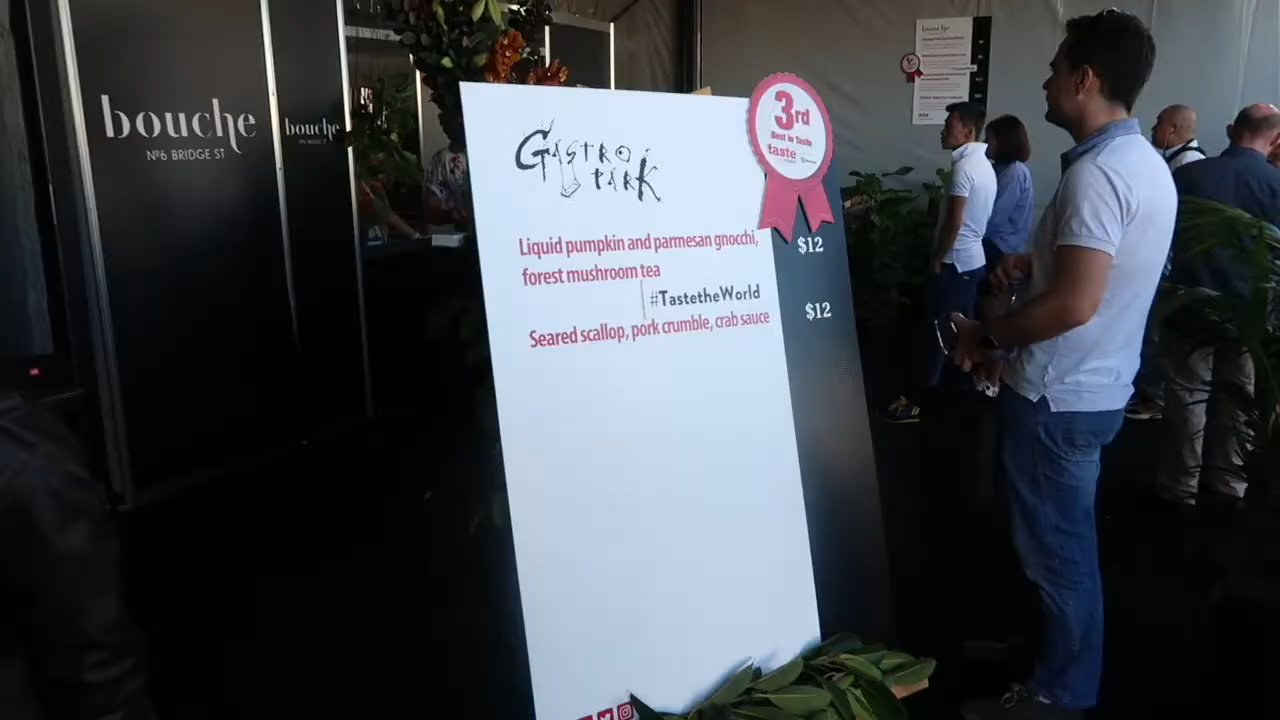 bouche
Nº6 BRIDGE ST
bouche
GASTRO
PARK
3rd
Best in Taste
taste
Liquid pumpkin and parmesan gnocchi,
forest mushroom tea
$12
#TastetheWorld
Seared scallop, pork crumble, crab sauce
$12
bouche